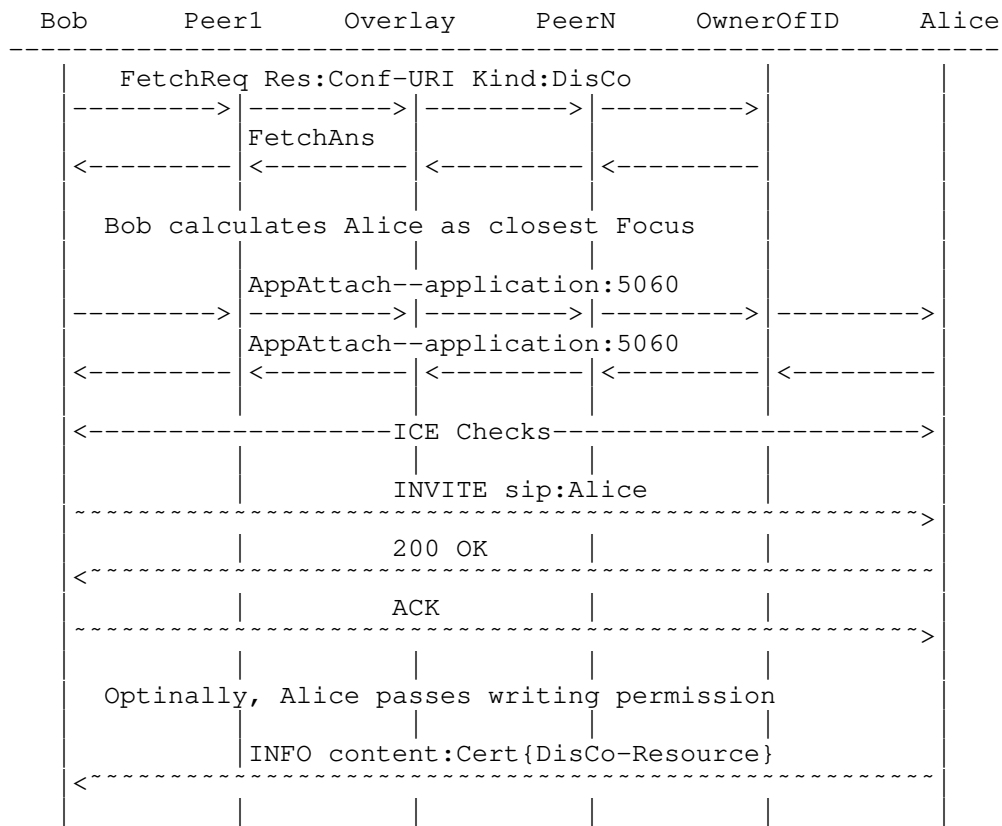 Bob Peer1 Overlay PeerN OwnerOfID Alice
FetchReq Res:Conf-URI Kind:DisCo
FetchAns
Bob calculates Alice as closest Focus
AppAttach--application:5060
AppAttach--application:5060
ICE Checks
INVITE sip:Alice
200 OK
ACK
Optinally, Alice passes writing permission
INFO content:Cert{DisCo-Resource}